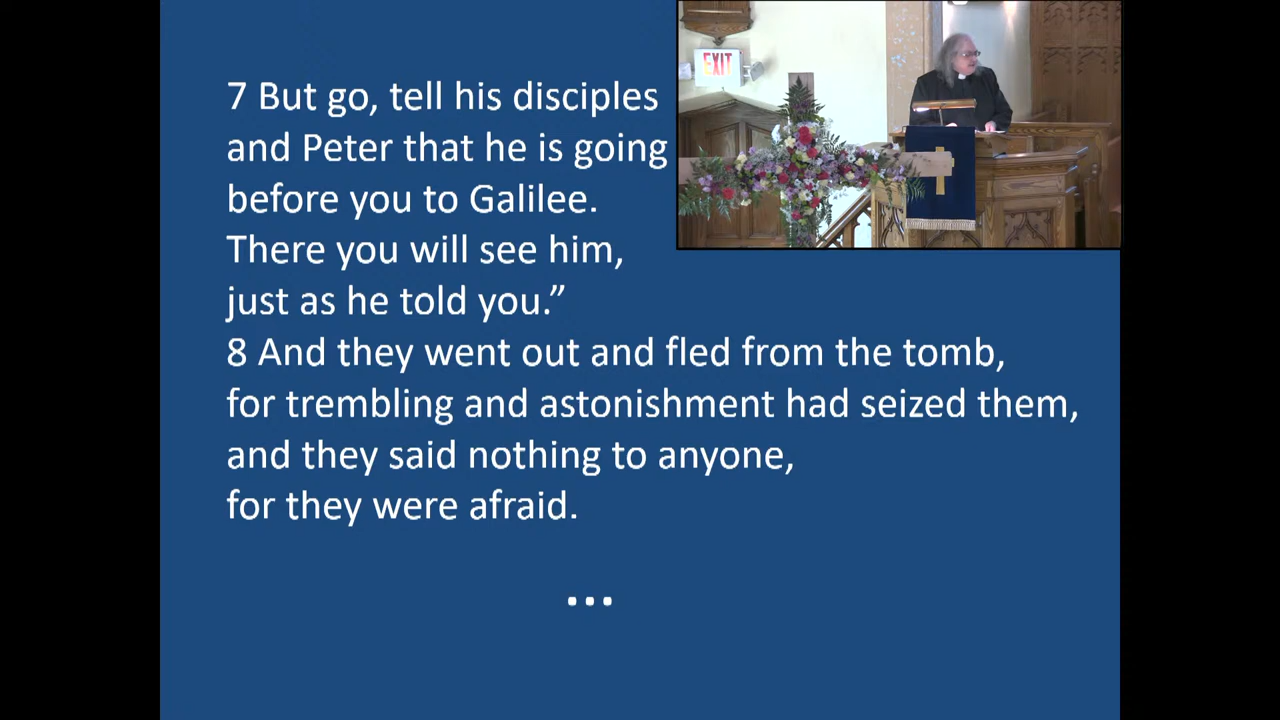 EXIT
7 But go, tell his disciples
and Peter that he is going
before you to Galilee.
There you will see him,
just as he told you.”
8 And they went out and fled from the tomb,
for trembling and astonishment had seized them,
and they said nothing to anyone,
for they were afraid.
...